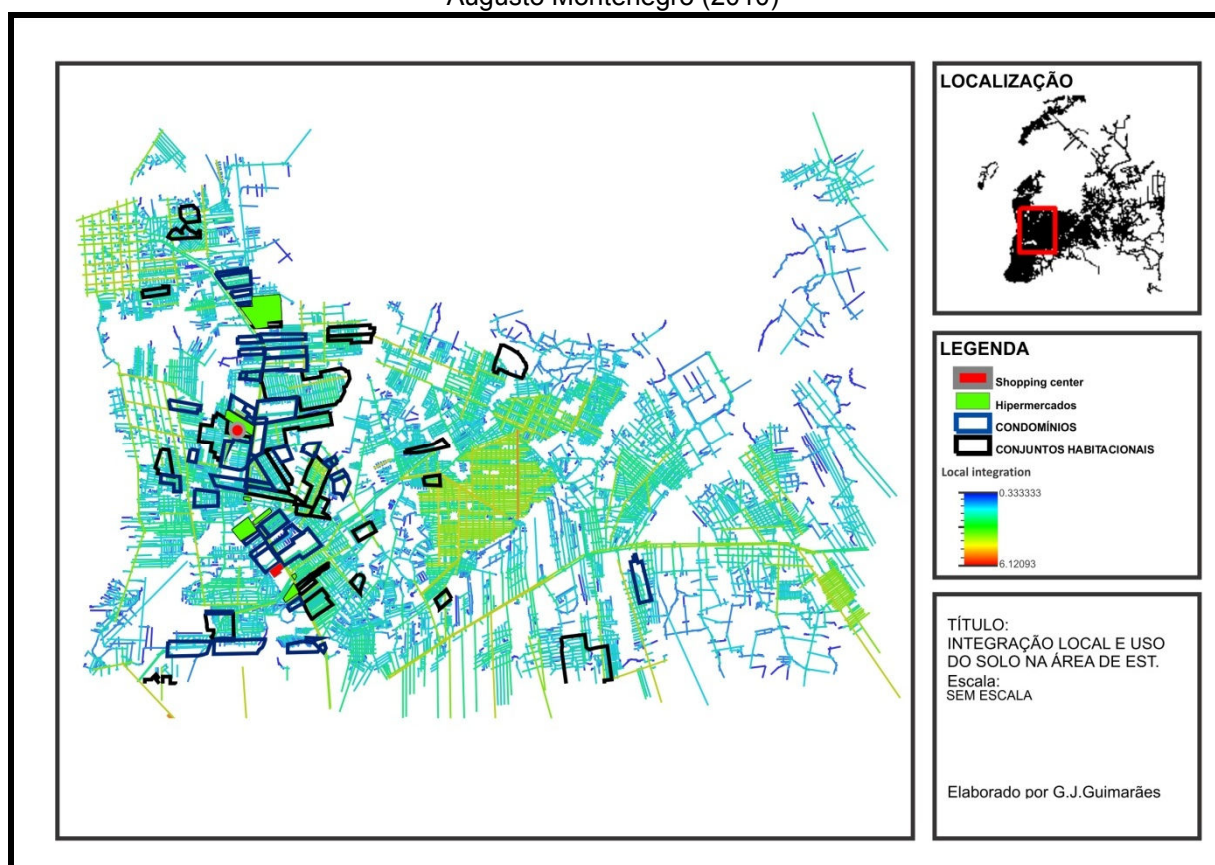 Augusto Montenegro (2010)
LOCALIZAÇÃO
LEGENDA
Shopping center
Hipermercados
CONDOMÍNIOS
CONJUNTOS HABITACIONAIS
Local integration
0.333333
6.12093
TÍTULO:
INTEGRAÇÃO LOCAL E USO
DO SOLO NA ÁREA DE EST.
Escala:
SEM ESCALA
Elaborado por G.J.Guimarães